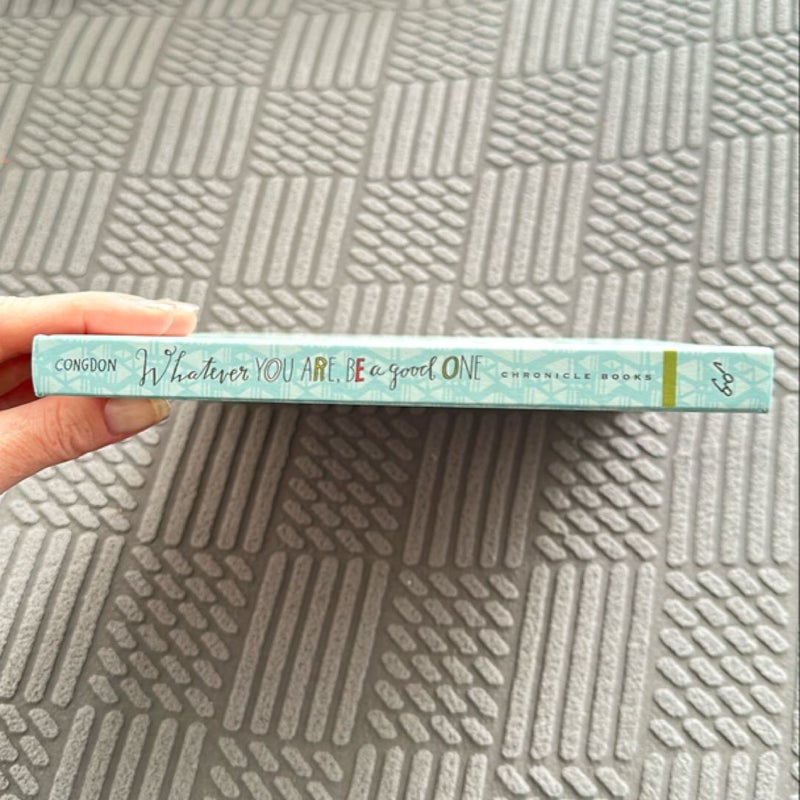 CONGDON Whatever YOU ARE, BE a good ONE CHRONICLE BOOKS